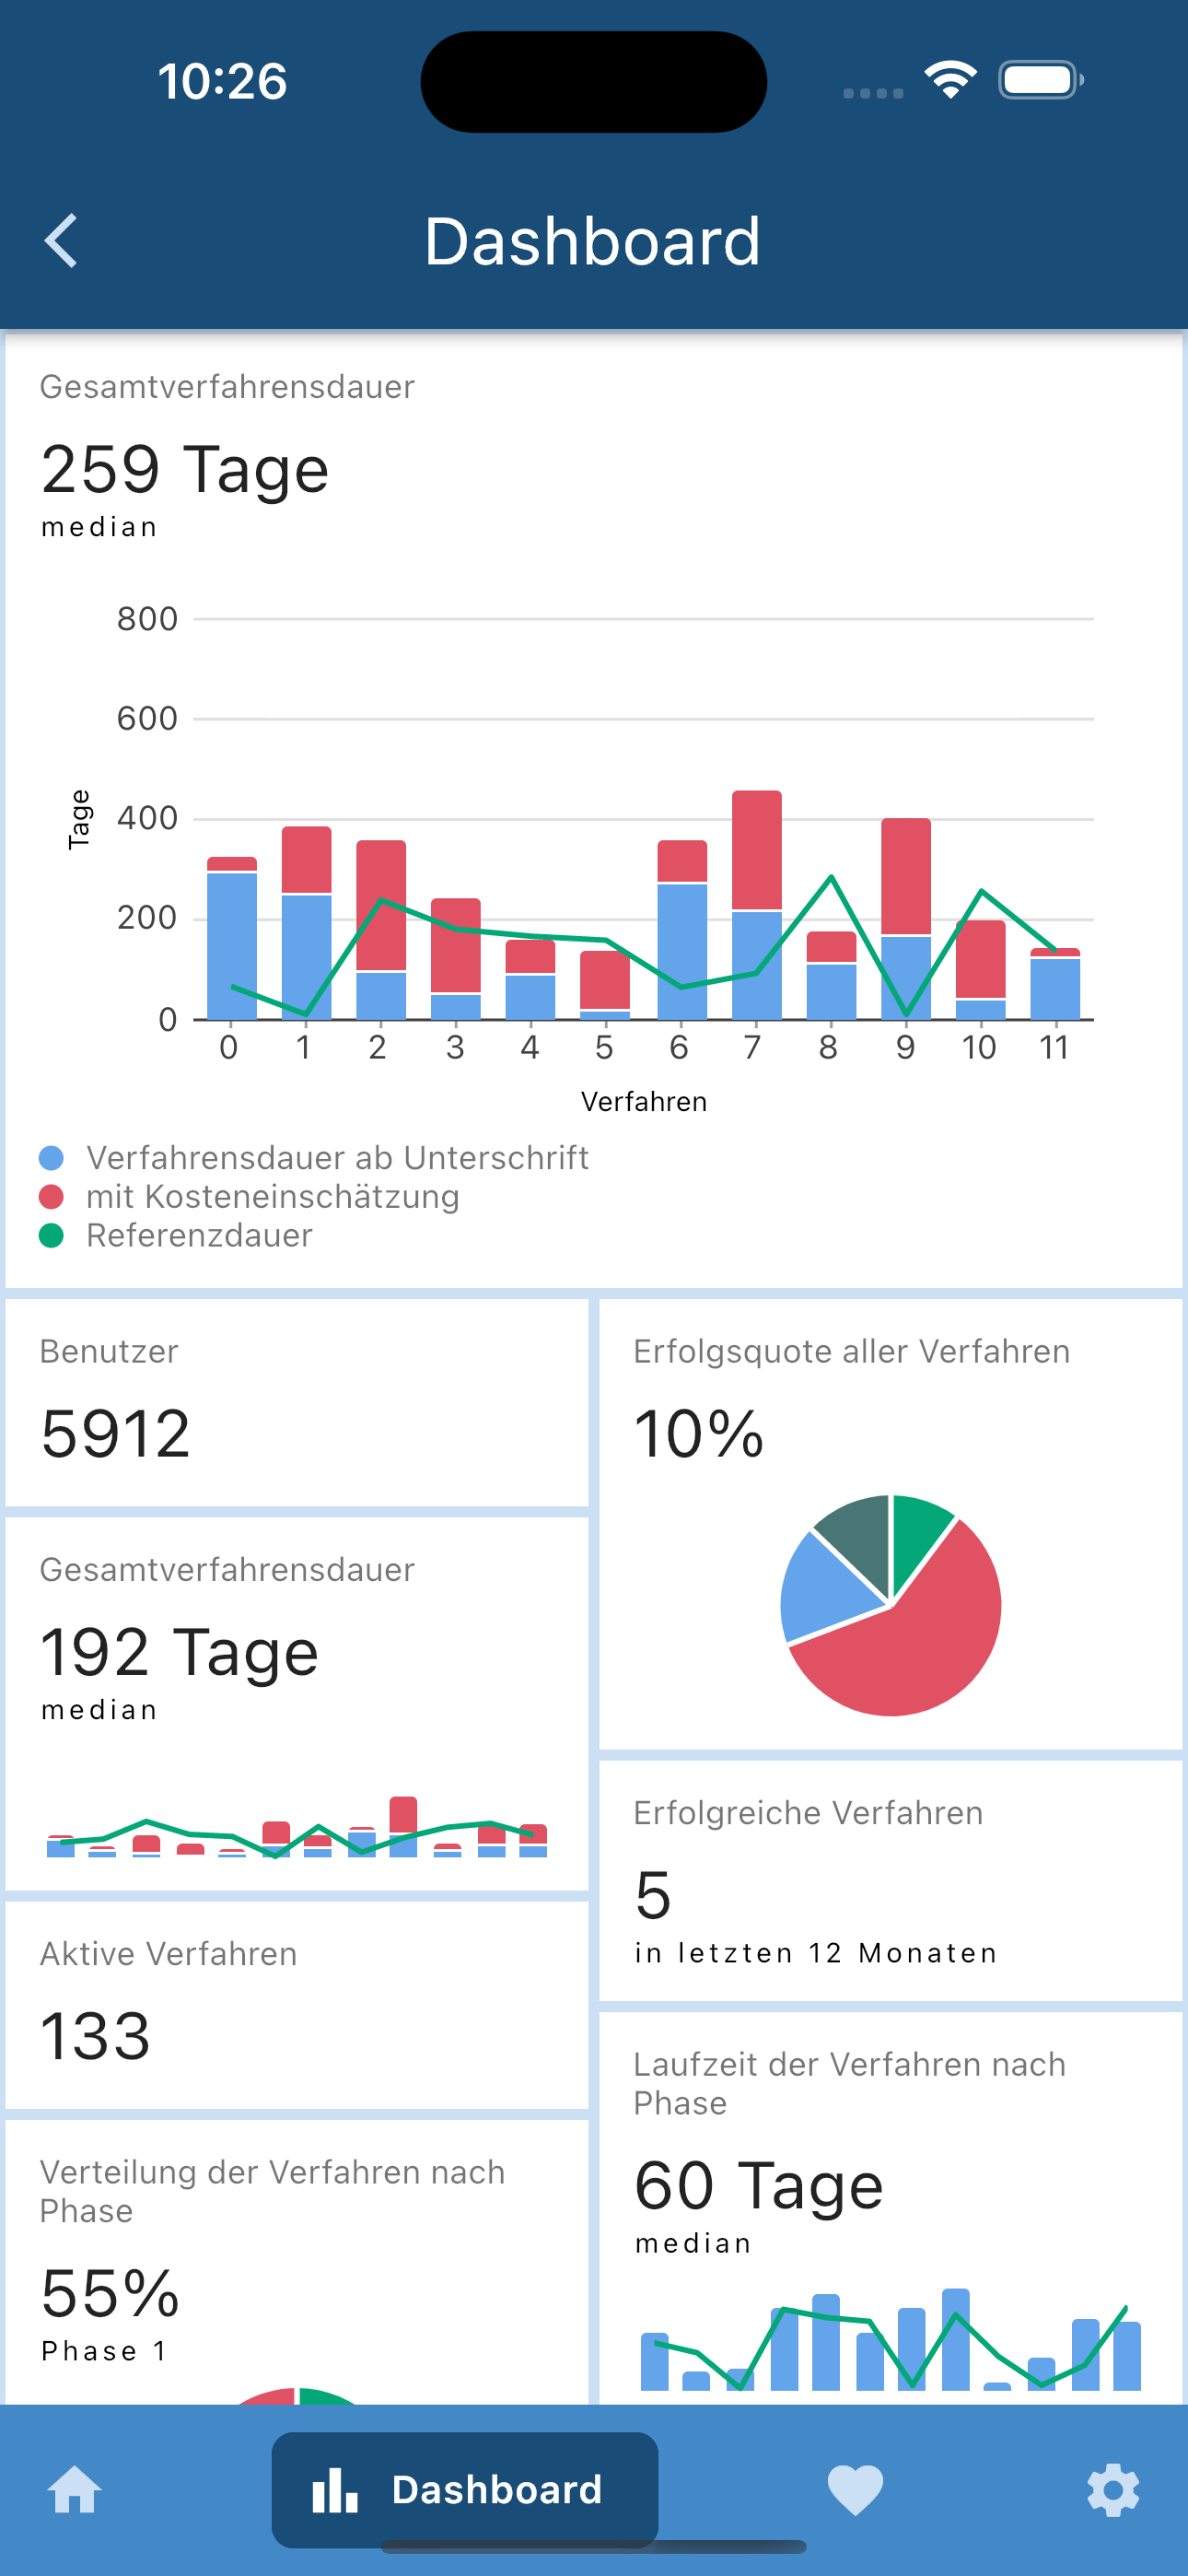 10:26
Dashboard
Gesamtverfahrensdauer
259 Tage
median
800
600
400
200
0
Tage
0 1 2 3 4 5 6 7 8 9 10 11
Verfahren
Verfahrensdauer ab Unterschrift
mit Kosteneinschätzung
Referenzdauer
Benutzer
5912
Gesamtverfahrensdauer
192 Tage
median
Aktive Verfahren
133
Verteilung der Verfahren nach
Phase
55%
Phase 1
Erfolgsquote aller Verfahren
10%
Erfolgreiche Verfahren
5
in letzten 12 Monaten
Laufzeit der Verfahren nach
Phase
60 Tage
median
Dashboard